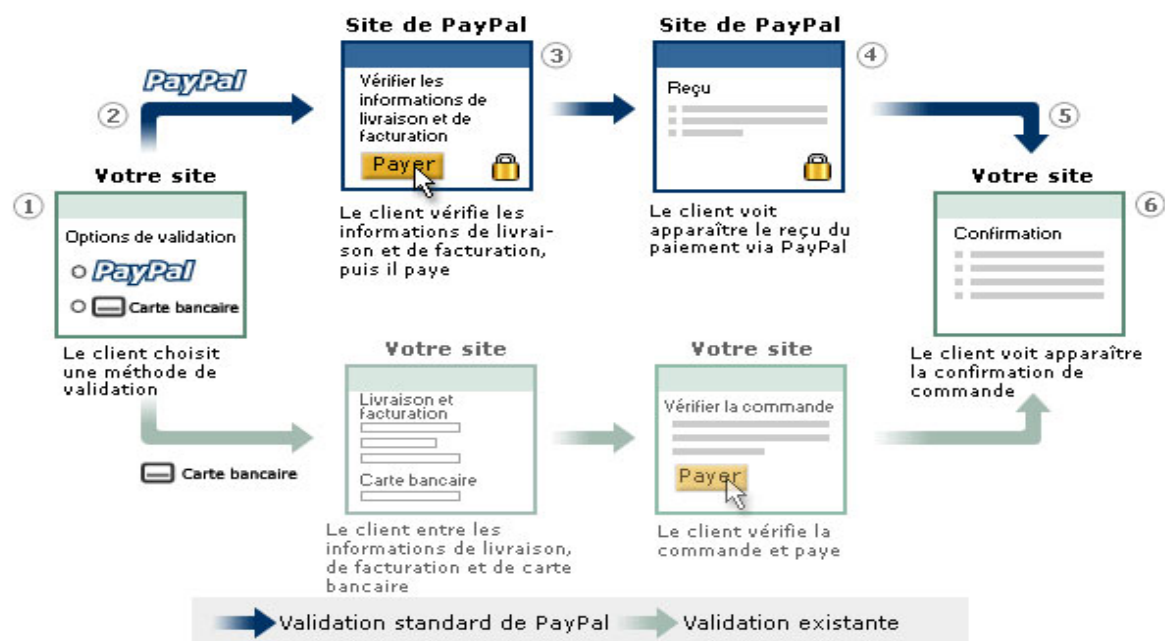 Site de PayPal
Site de PayPal
3
4
PayPal
Vérifier les
informations de
livraison et de
facturation
Payer
Reçu
2
5
Votre site
Votre site
1
6
Options de validation
PayPal
Carte bancaire
Le client vérifie les
informations de livrai-
son et de facturation,
puis il paye
Le client voit
apparaître le reçu du
paiement via PayPal
Confirmation
Le client choisit
une méthode de
validation
Le client voit apparaître
la confirmation de
commande
Votre site
Votre site
Livraison et
facturation
Carte bancaire
Vérifier la commande
Payer
Carte bancaire
Le client entre les
informations de livraison,
de facturation et de carte
bancaire
Le client vérifie la
commande et paye
Validation standard de PayPal
Validation existante